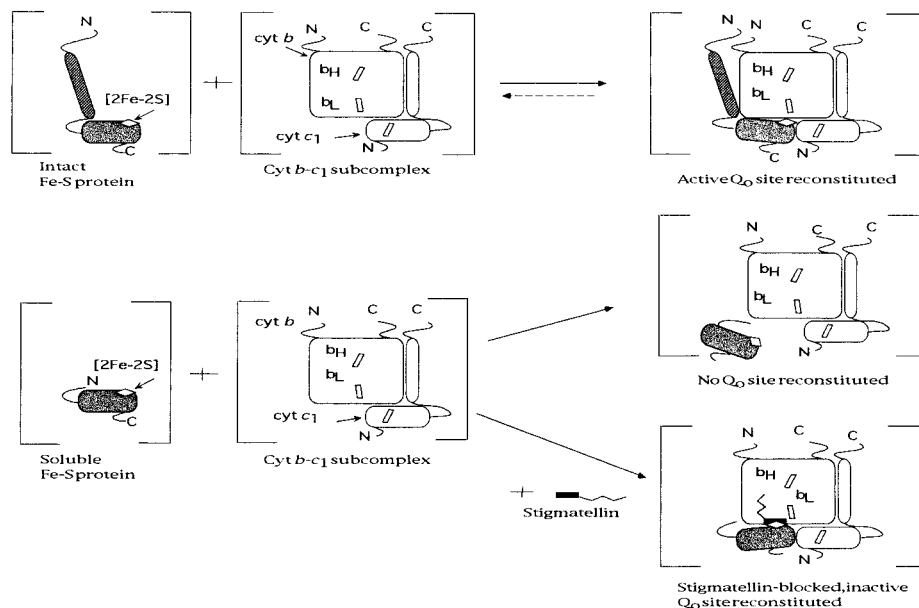 N
[2Fe-2S]
C
Intact
Fe-S protein
+
cyt b
N
C
C
bH
bL
cyt c1
N
Cyt b-c1 subcomplex
N
N
C
C
bH
bL
C
N
Active Qo site reconstituted
N
[2Fe-2S]
C
Soluble
Fe-S protein
+
cyt b
N
C
C
bH
bL
cyt c1
N
Cyt b-c1 subcomplex
N
C
C
bH
bL
N
No Qo site reconstituted
+
Stigmatellin
N
C
C
bH
bL
N
Stigmatellin-blocked, inactive
Qo site reconstituted